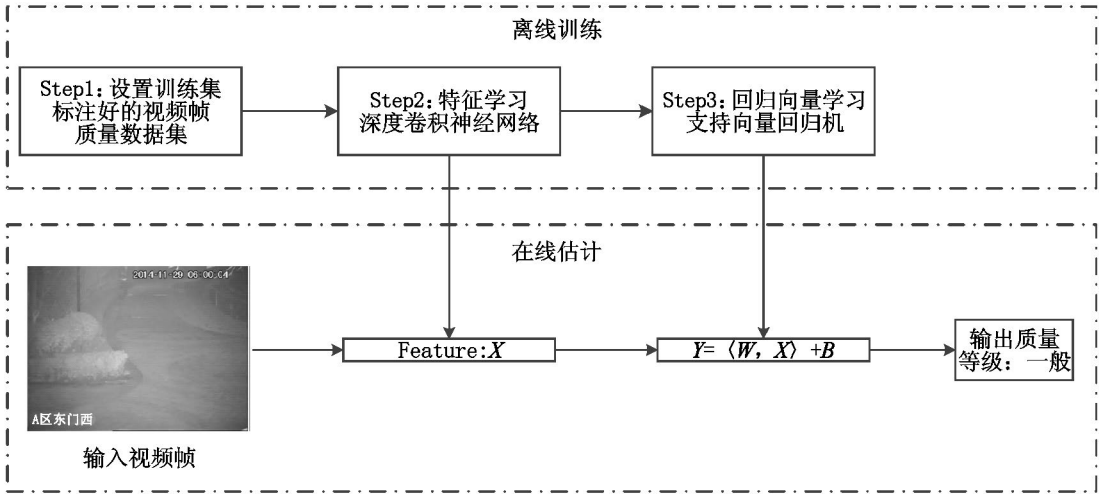 离线训练
Step1:设置训练集
标注好的视频帧
质量数据集
Step2:特征学习
深度卷积神经网络
Step3:回归向量学习
支持向量回归机
在线估计
2014-11-29 06-00.04
A区东门西
输入视频帧
Feature:X
Y=⟨W, X⟩+B
输出质量
等级：一般